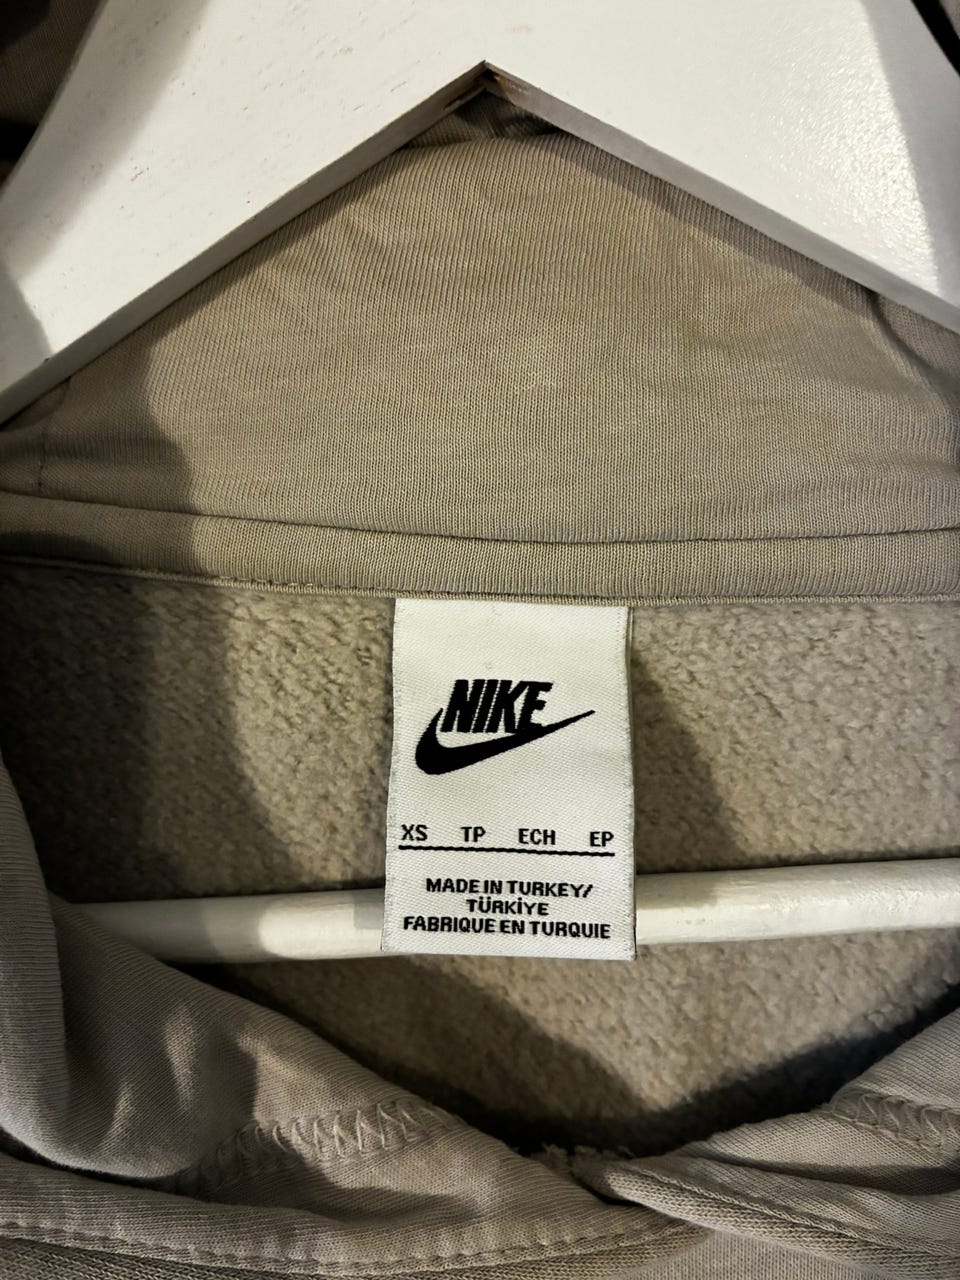 NIKE
XS TP ECH EP
MADE IN TURKEY/
TÜRKİYE
FABRIQUE EN TURQUIE